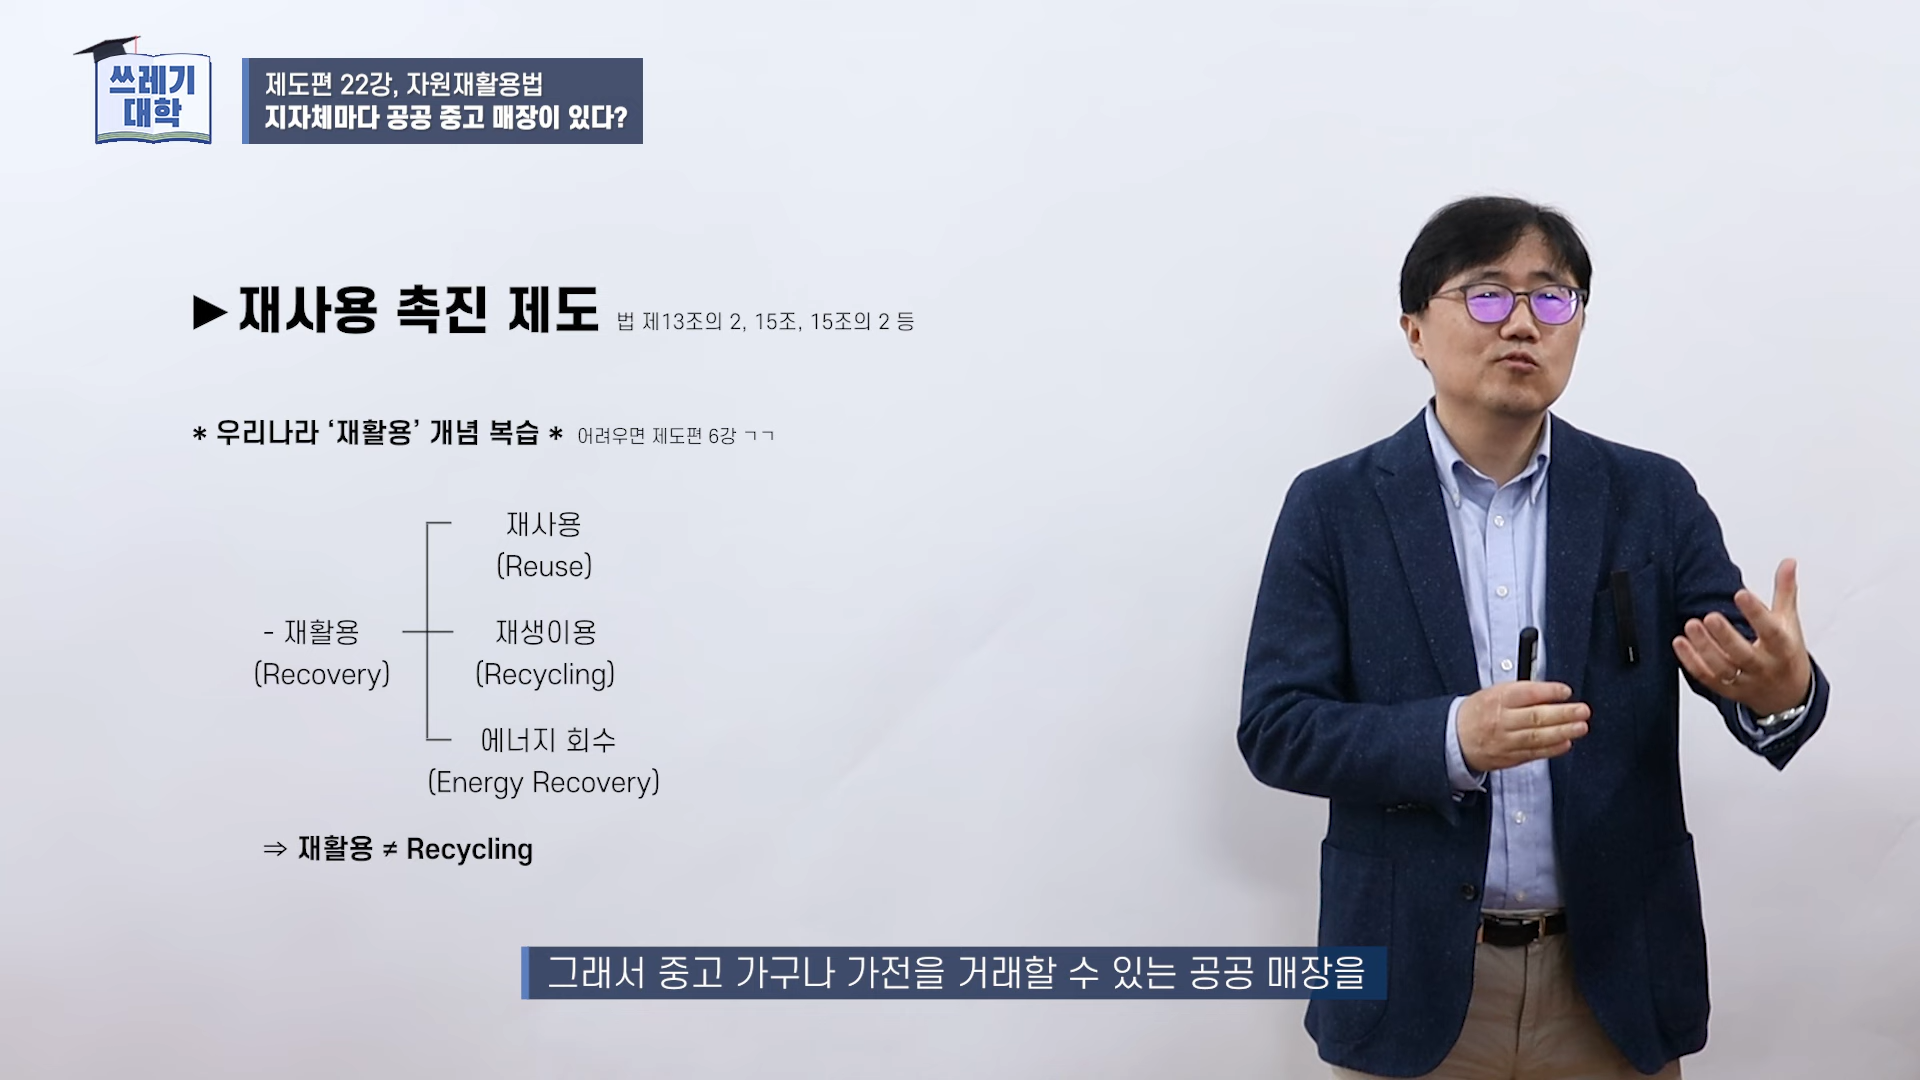 쓰레기
대학
제도편 22강, 자원재활용법
지자체마다 공공 중고 매장이 있다?
▶재사용 촉진 제도 법 제13조의 2, 15조, 15조의 2 등
* 우리나라 ‘재활용’ 개념 복습 * 어려우면 제도편 6강 ㄱㄱ
재사용
(Reuse)
- 재활용
(Recovery)
재생이용
(Recycling)
에너지 회수
(Energy Recovery)
⇒ 재활용 ≠ Recycling
그래서 중고 가구나 가전을 거래할 수 있는 공공 매장을